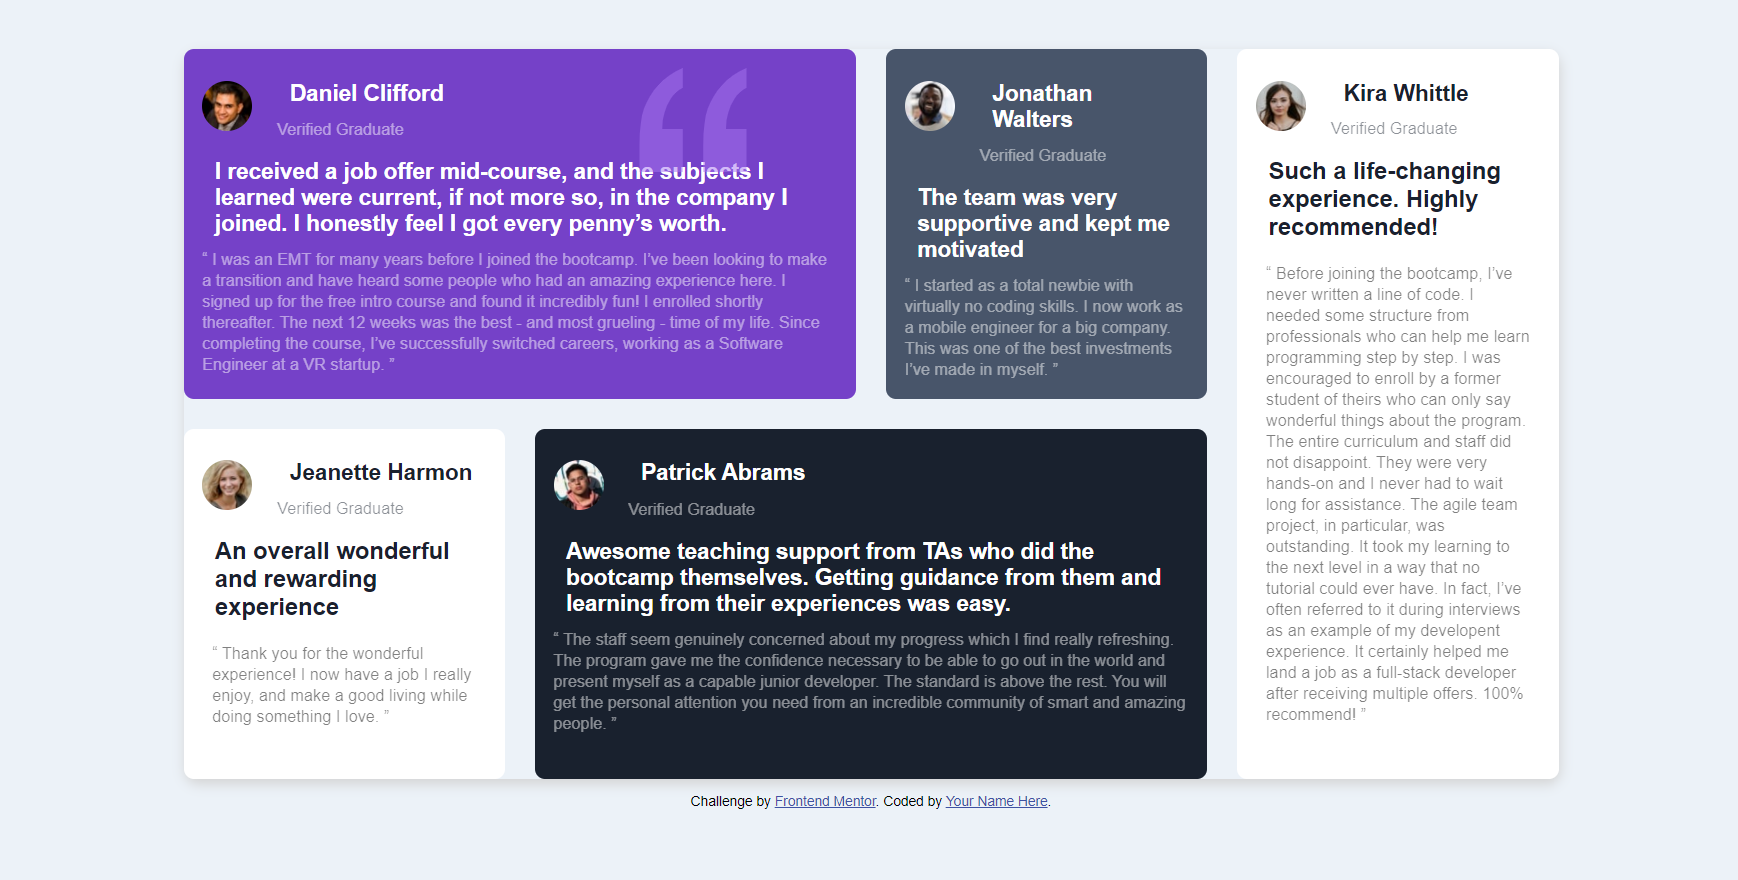 Daniel Clifford
Verified Graduate
I received a job offer mid-course, and the subjects I
learned were current, if not more so, in the company I
joined. I honestly feel I got every penny’s worth.
“ I was an EMT for many years before I joined the bootcamp. I’ve been looking to make
a transition and have heard some people who had an amazing experience here. I
signed up for the free intro course and found it incredibly fun! I enrolled shortly
thereafter. The next 12 weeks was the best - and most grueling - time of my life. Since
completing the course, I’ve successfully switched careers, working as a Software
Engineer at a VR startup. ”
Jonathan
Walters
Verified Graduate
The team was very
supportive and kept me
motivated
“ I started as a total newbie with
virtually no coding skills. I now work as
a mobile engineer for a big company.
This was one of the best investments
I’ve made in myself. ”
Kira Whittle
Verified Graduate
Such a life-changing
experience. Highly
recommended!
“ Before joining the bootcamp, I’ve
never written a line of code. I
needed some structure from
professionals who can help me learn
programming step by step. I was
encouraged to enroll by a former
student of theirs who can only say
wonderful things about the program.
The entire curriculum and staff did
not disappoint. They were very
hands-on and I never had to wait
long for assistance. The agile team
project, in particular, was
outstanding. It took my learning to
the next level in a way that no
tutorial could ever have. In fact, I’ve
often referred to it during interviews
as an example of my developent
experience. It certainly helped me
land a job as a full-stack developer
after receiving multiple offers. 100%
recommend! ”
Jeanette Harmon
Verified Graduate
An overall wonderful
and rewarding
experience
“ Thank you for the wonderful
experience! I now have a job I really
enjoy, and make a good living while
doing something I love. ”
Patrick Abrams
Verified Graduate
Awesome teaching support from TAs who did the
bootcamp themselves. Getting guidance from them and
learning from their experiences was easy.
“ The staff seem genuinely concerned about my progress which I find really refreshing.
The program gave me the confidence necessary to be able to go out in the world and
present myself as a capable junior developer. The standard is above the rest. You will
get the personal attention you need from an incredible community of smart and amazing
people. ”
Challenge by Frontend Mentor. Coded by Your Name Here.